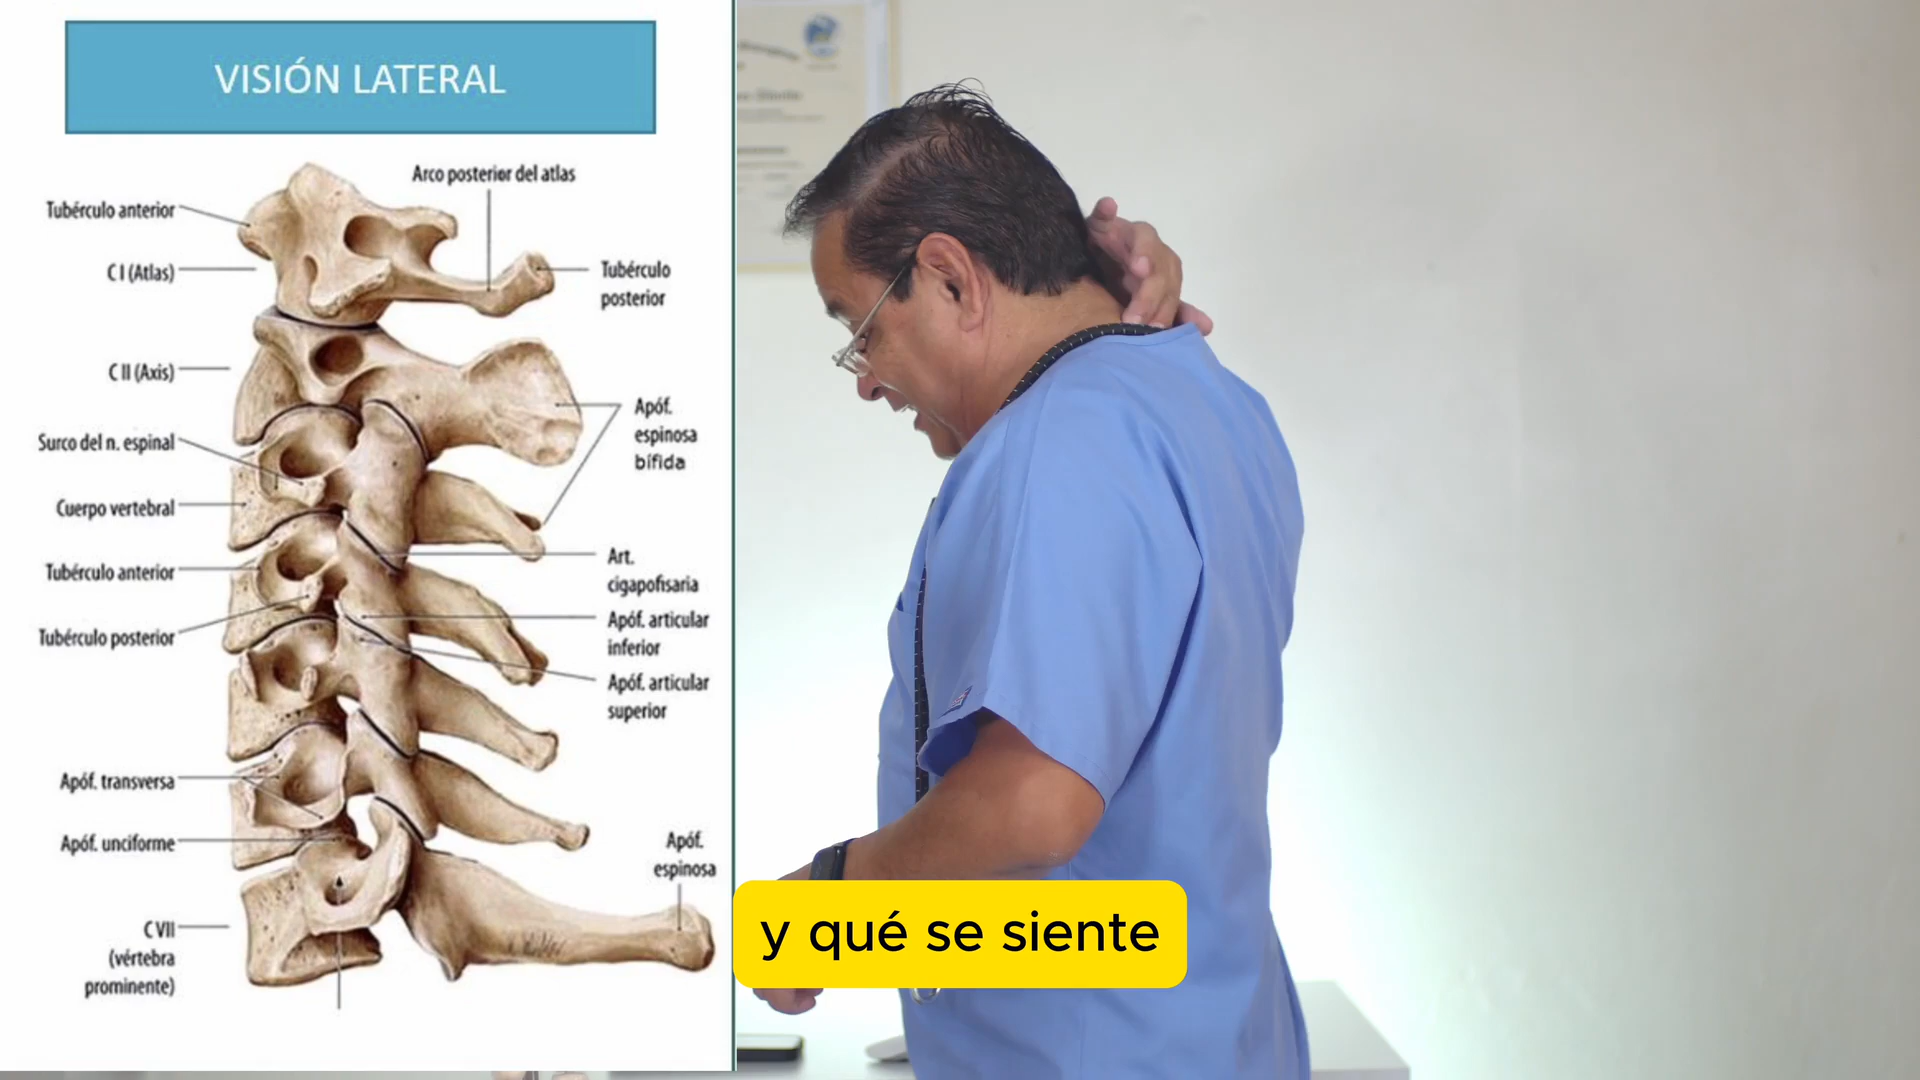 VISIÓN LATERAL
Arco posterior del atlas
Tubérculo anterior
C I (Atlas)
Tubérculo
posterior
C II (Axis)
Apóf.
espinosa
bífida
Surco del n. espinal
Cuerpo vertebral
Art.
cigapofisaria
Tubérculo anterior
Apóf. articular
inferior
Tubérculo posterior
Apóf. articular
superior
Apóf. transversa
Apóf. unciforme
Apóf.
espinosa
C VII
(vértebra
prominente)
y qué se siente